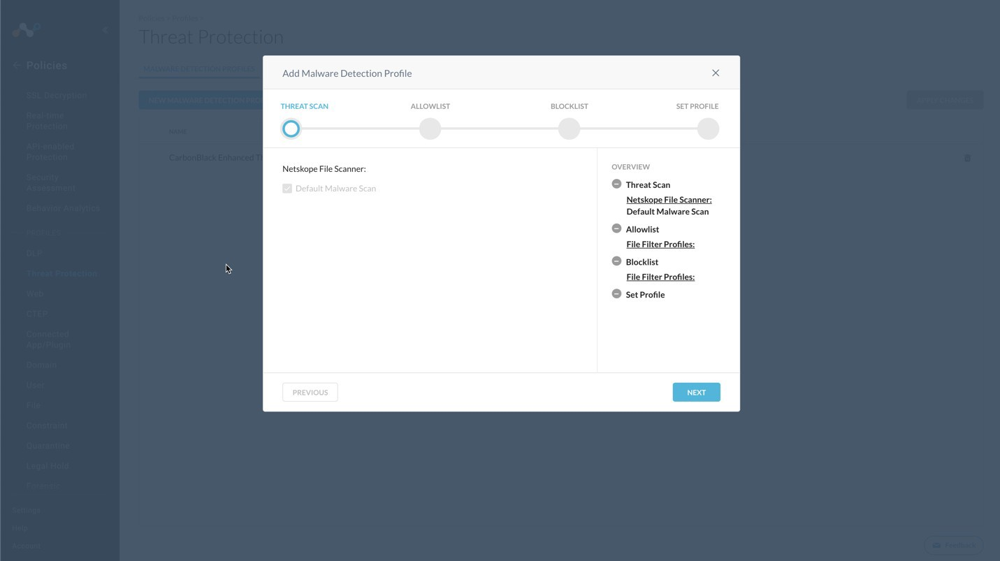 Policies > Profiles >
Threat Protection
Policies
MALWARE DETECTION PROFILES
SSL Decryption
Real-time
Protection
API-enabled
Protection
Security
Assessment
Behavior Analytics
PROFILES
DLP
Threat Protection
Web
CTEP
Connected
App/Plugin
Domain
User
File
Constraint
Quarantine
Legal Hold
Forensic
Settings
Help
Account
NEW MALWARE DETECTION
NAME
CarbonBlack Enhanced
Add Malware Detection Profile
THREAT SCAN
ALLOWLIST
BLOCKLIST
SET PROFILE
Netskope File Scanner:
Default Malware Scan
OVERVIEW
Threat Scan
Netskope File Scanner:
Default Malware Scan
Allowlist
File Filter Profiles:
Blocklist
File Filter Profiles:
Set Profile
PREVIOUS
NEXT
Feedback